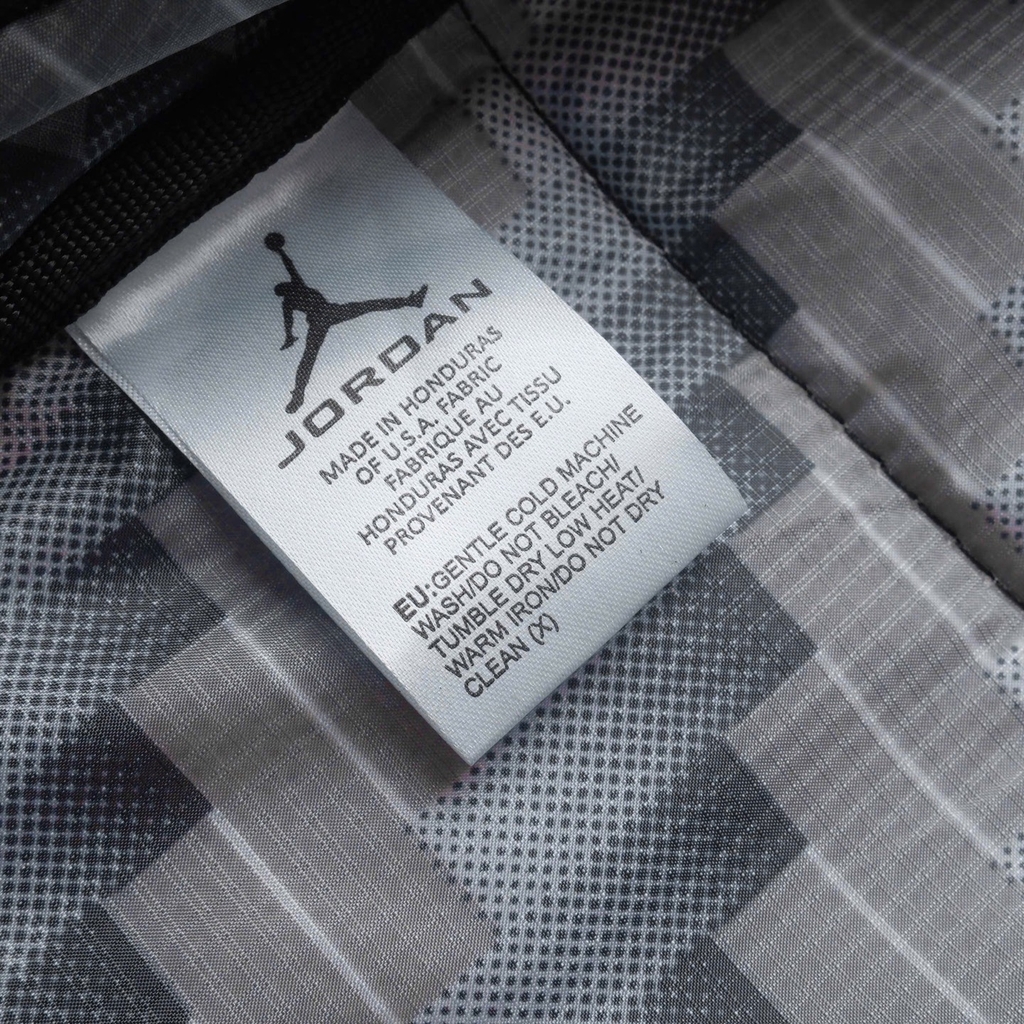 JORDAN
MADE IN HONDURAS
OF U.S.A. FABRIC
FABRIQUE AU
HONDURAS AVEC TISSU
PROVENANT DES E.U.
EU:GENTLE COLD MACHINE
WASH/DO NOT BLEACH/
TUMBLE DRY LOW HEAT/
WARM IRON/DO NOT DRY
CLEAN (X)